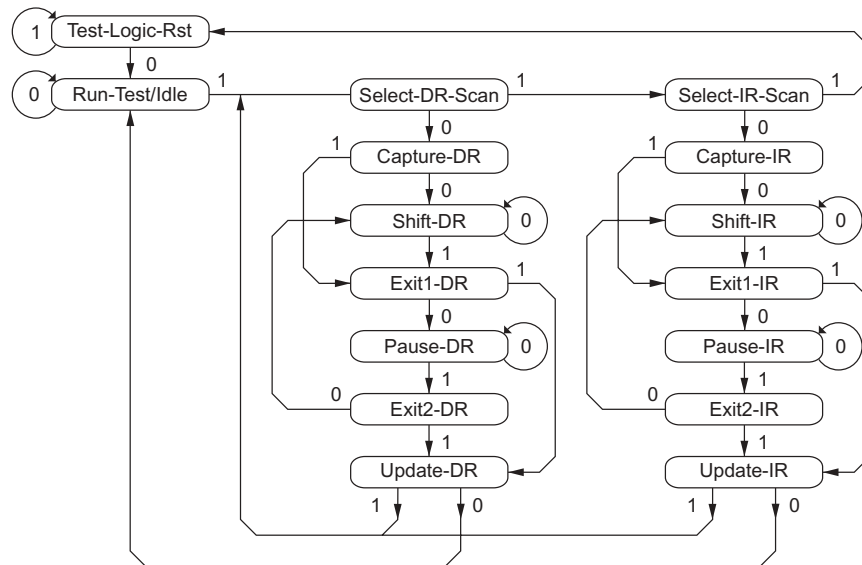 1 Test-Logic-Rst
0
0 Run-Test/Idle 1 Select-DR-Scan 1 Select-IR-Scan 1
0 0
1 Capture-DR 1 Capture-IR
0 0
Shift-DR 0 Shift-IR 0
1 1
Exit1-DR 1 Exit1-IR 1
0 0
Pause-DR 0 Pause-IR 0
1 1
0 Exit2-DR 0 Exit2-IR
1 1
Update-DR Update-IR
1 0 1 0